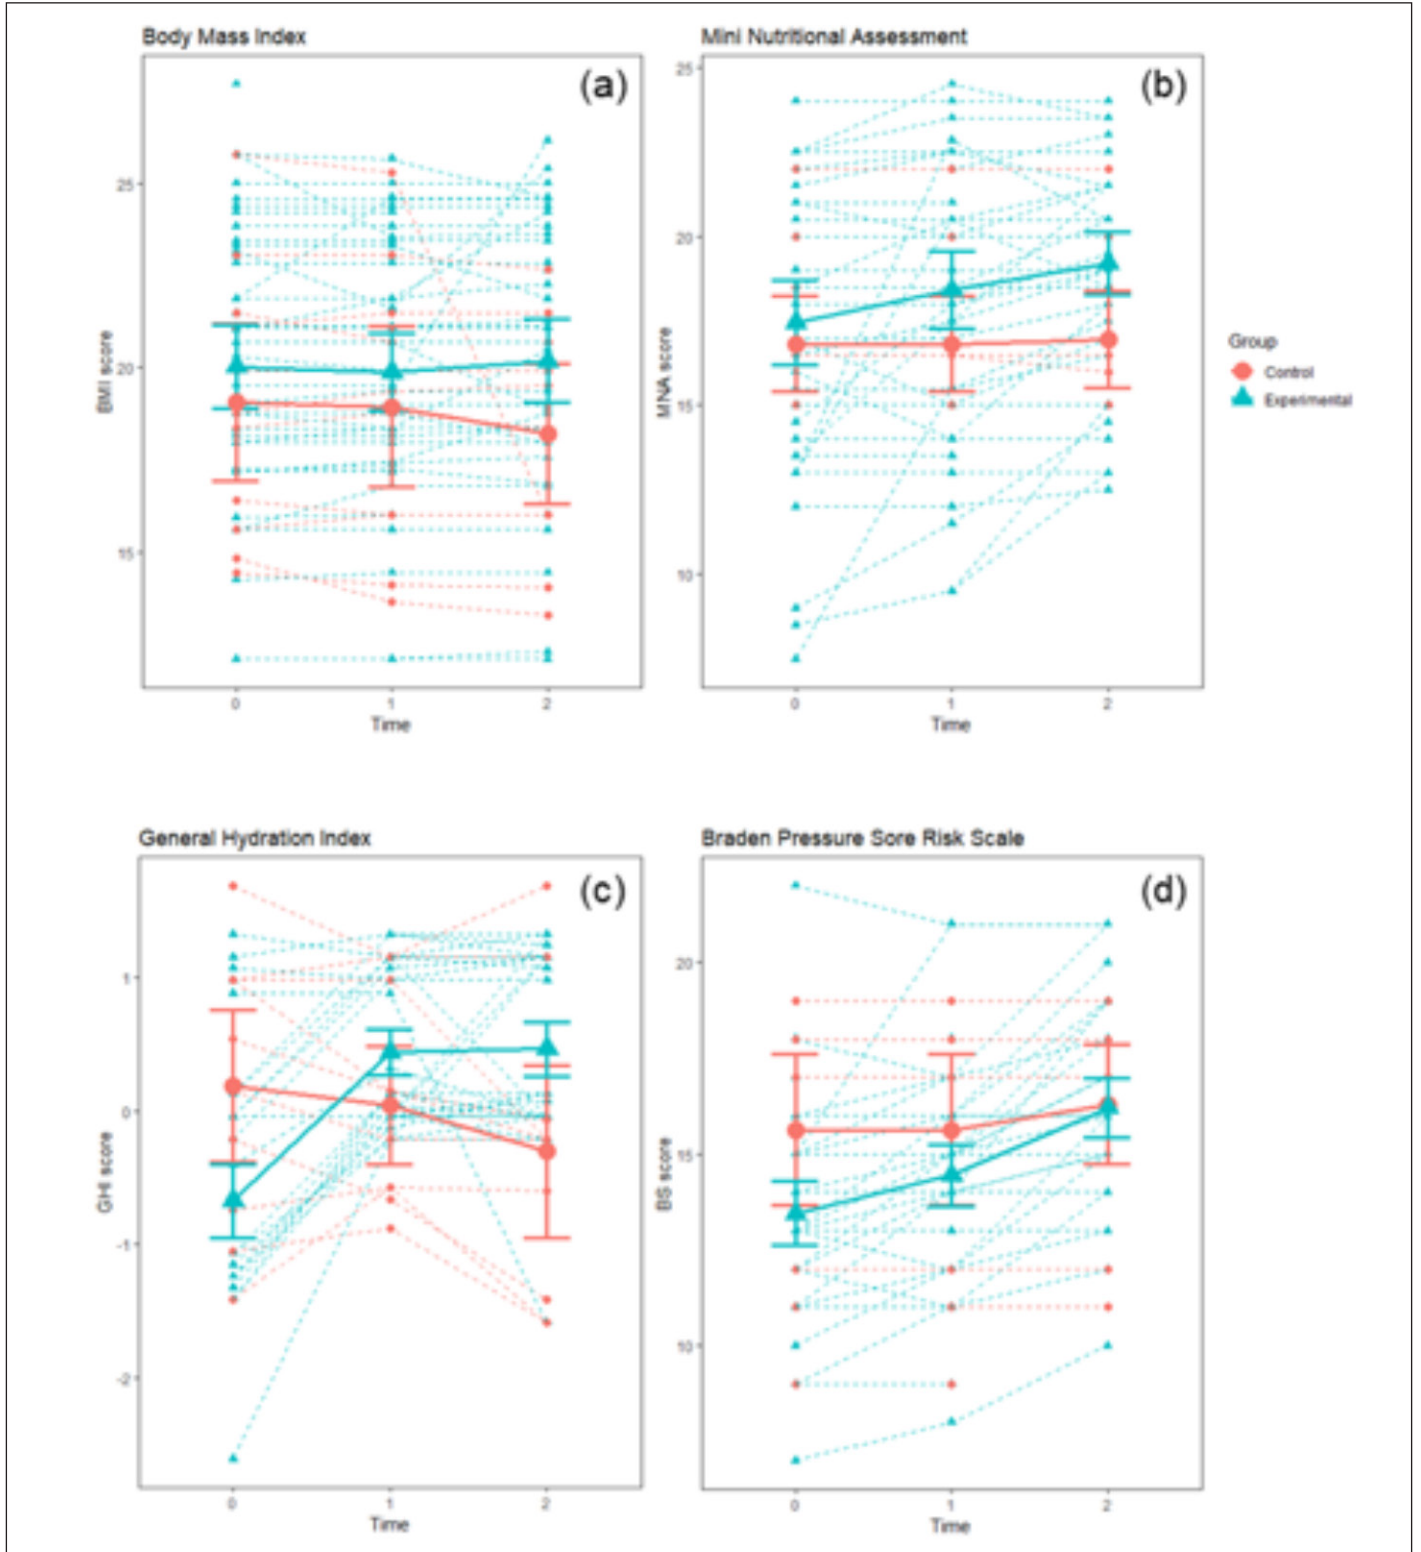 Body Mass Index
(a)
BMI score
25
20
15
0 1 2
Time
Mini Nutritional Assessment
(b)
MNA score
25
20
15
10
0 1 2
Time
Group
Control
Experimental
General Hydration Index
(c)
GHI score
1
0
-1
-2
0 1 2
Time
Braden Pressure Sore Risk Scale
(d)
BS score
20
15
10
0 1 2
Time